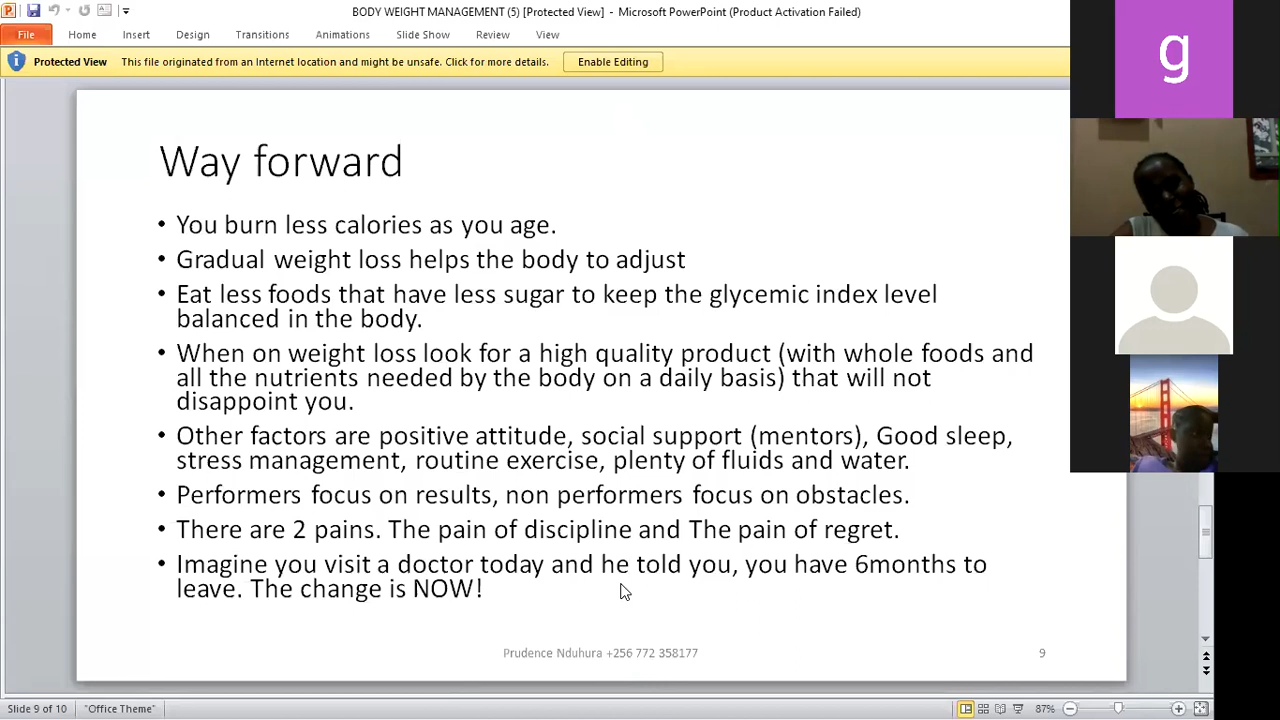 BODY WEIGHT MANAGEMENT (5) [Protected View] - Microsoft PowerPoint (Product Activation Failed)
File Home Insert Design Transitions Animations Slide Show Review View
Protected View This file originated from an Internet location and might be unsafe. Click for more details. Enable Editing
g
Way forward
• You burn less calories as you age.
• Gradual weight loss helps the body to adjust
• Eat less foods that have less sugar to keep the glycemic index level
balanced in the body.
• When on weight loss look for a high quality product (with whole foods and
all the nutrients needed by the body on a daily basis) that will not
disappoint you.
• Other factors are positive attitude, social support (mentors), Good sleep,
stress management, routine exercise, plenty of fluids and water.
• Performers focus on results, non performers focus on obstacles.
• There are 2 pains. The pain of discipline and The pain of regret.
• Imagine you visit a doctor today and he told you, you have 6months to
leave. The change is NOW!
Prudence Nduhura +256 772 358177 9
Slide 9 of 10 "Office Theme" 87%